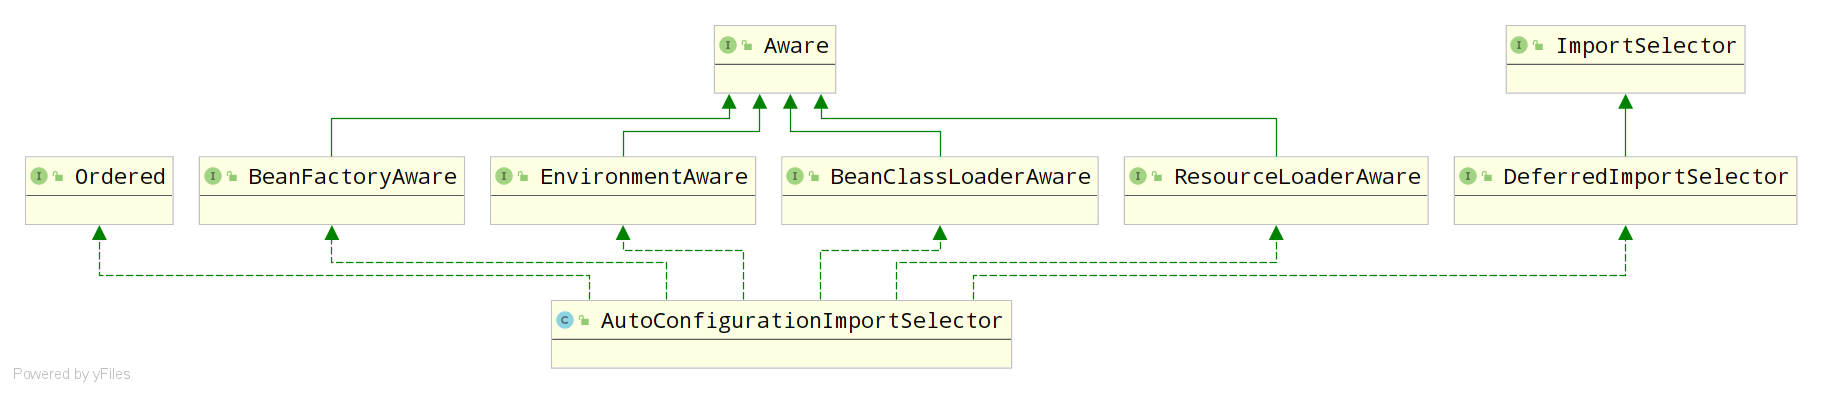 Aware
ImportSelector
Ordered
BeanFactoryAware
EnvironmentAware
BeanClassLoaderAware
ResourceLoaderAware
DeferredImportSelector
AutoConfigurationImportSelector
Powered by yFiles